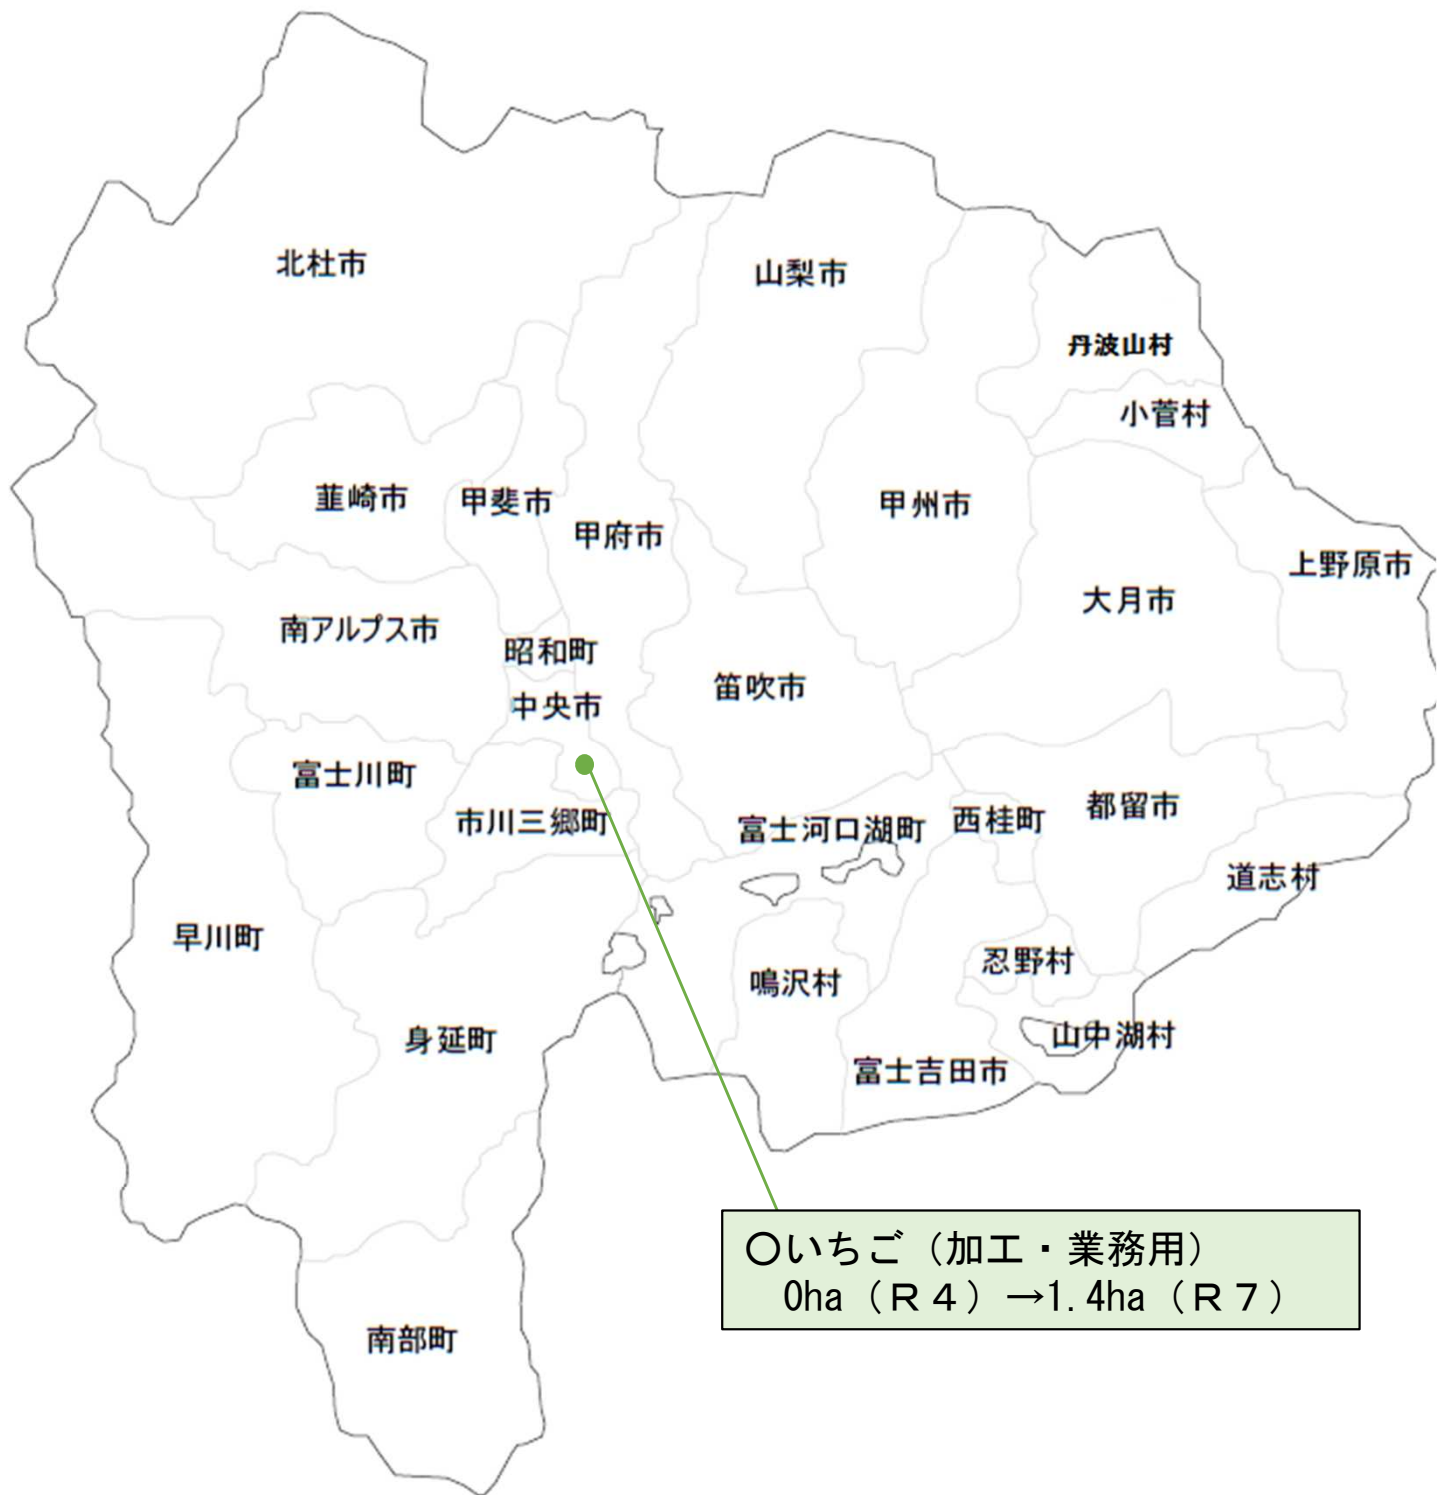 北杜市
山梨市
丹波山村
小菅村
韮崎市
甲斐市
甲府市
甲州市
上野原市
大月市
南アルプス市
昭和町
笛吹市
中央市
富士川町
市川三郷町
富士河口湖町
西桂町
都留市
道志村
早川町
忍野村
鳴沢村
身延町
山中湖村
富士吉田市
○いちご（加工・業務用）
0ha（Ｒ４）→1.4ha（Ｒ７）
南部町